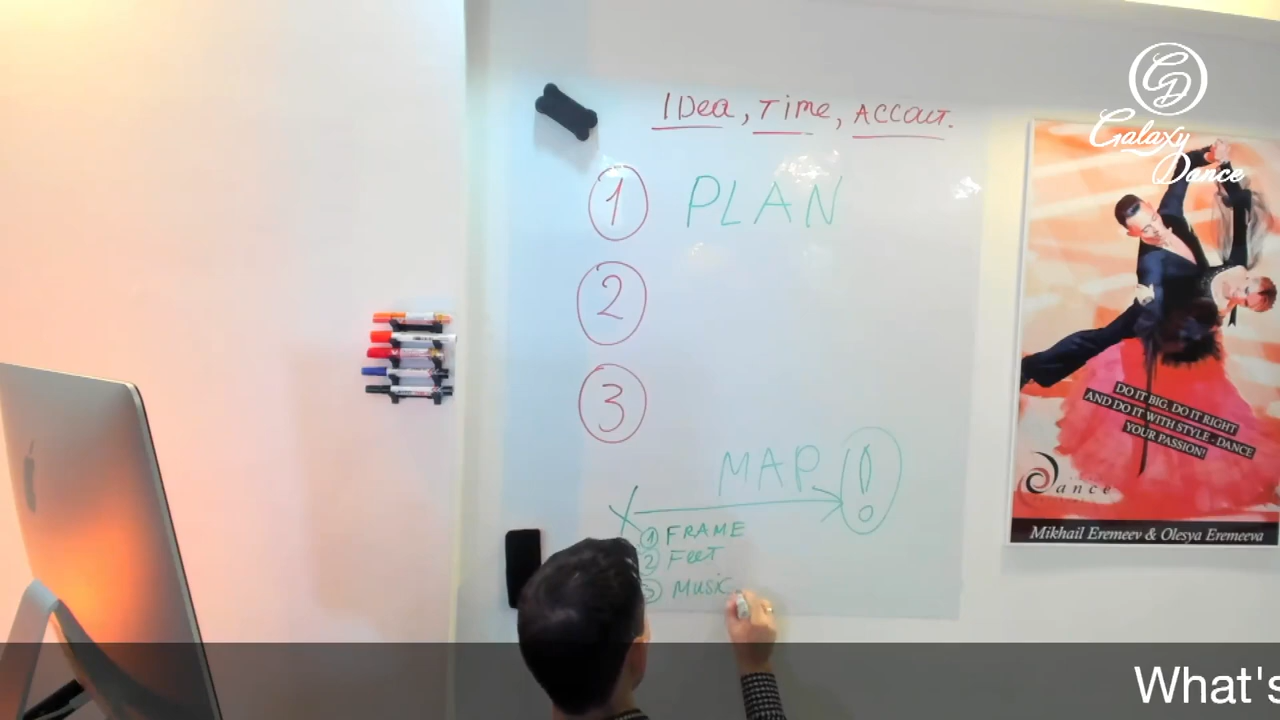 IDea, Time, Accout.
1 PLAN
2
3
MAP
1 FRAME
2 Feet
3 Music
Galaxy
Dance
DO IT BIG, DO IT RIGHT
AND DO IT WITH STYLE - DANCE
YOUR PASSION!
Dance
Mikhail Eremeev & Olesya Eremeeva
What's